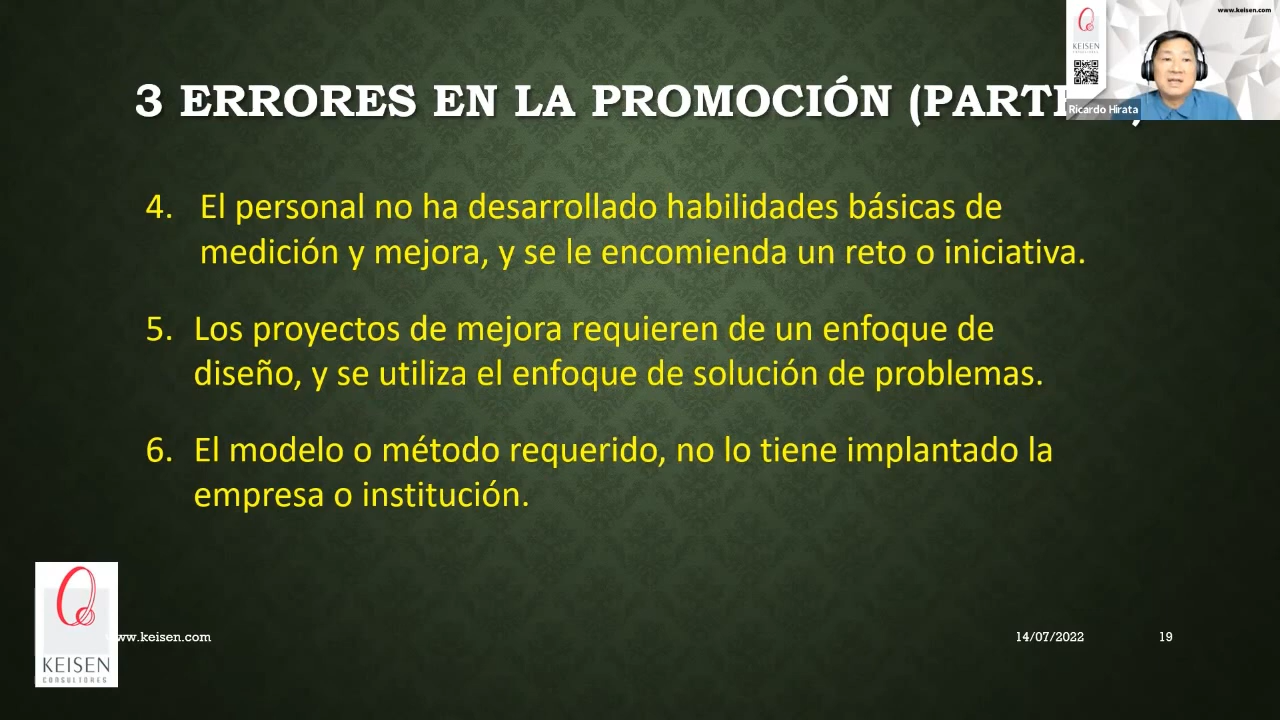 www.keisen.com
KEISEN
Ricardo Hirata
3 ERRORES EN LA PROMOCIÓN
4. El personal no ha desarrollado habilidades básicas de
medición y mejora, y se le encomienda un reto o iniciativa.
5. Los proyectos de mejora requieren de un enfoque de
diseño, y se utiliza el enfoque de solución de problemas.
6. El modelo o método requerido, no lo tiene implantado la
empresa o institución.
KEISEN
CONSULTORES
www.keisen.com
14/07/2022
19